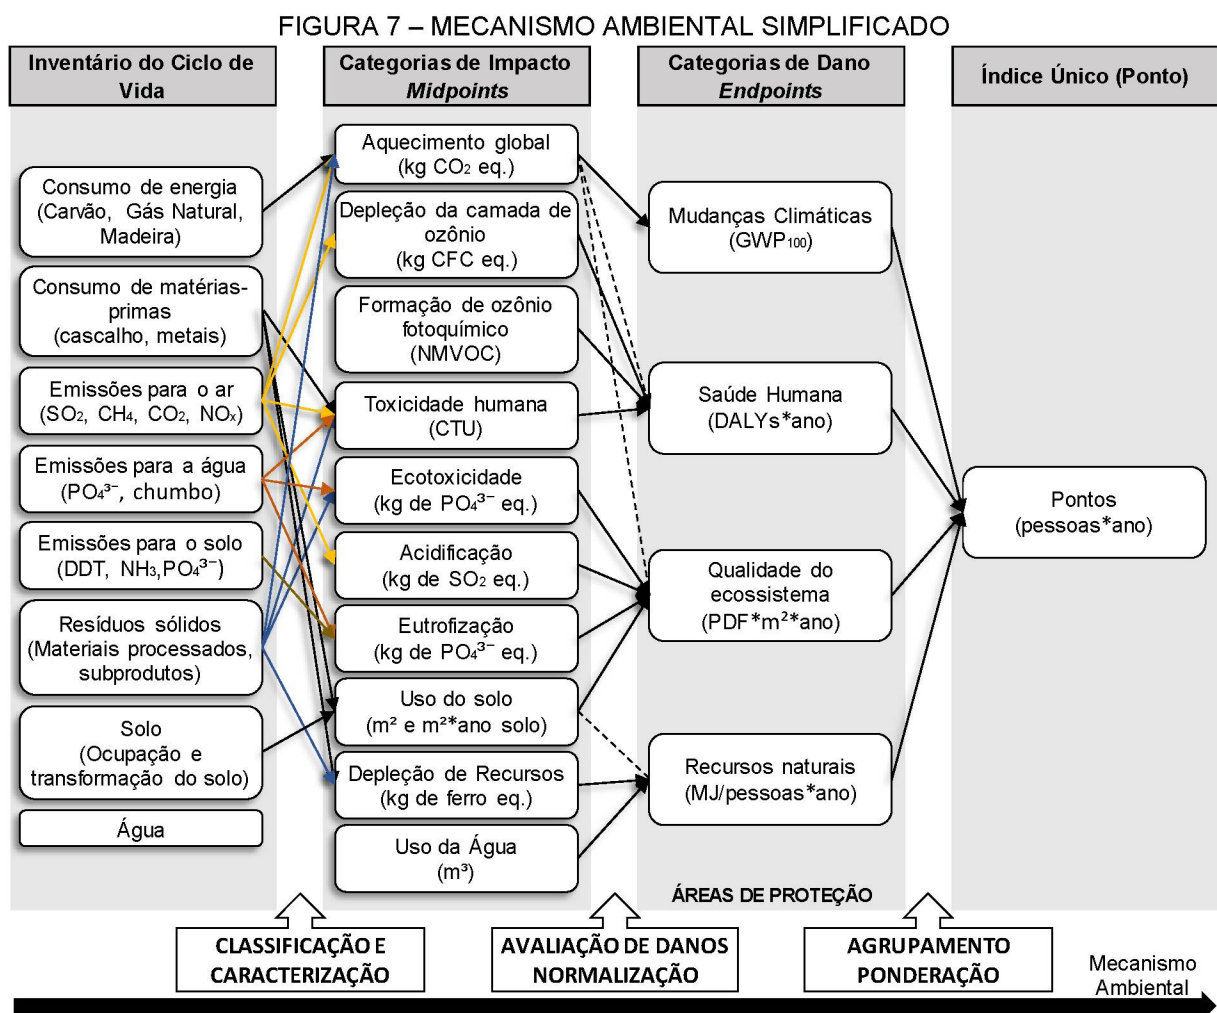 FIGURA 7 – MECANISMO AMBIENTAL SIMPLIFICADO
Inventário do Ciclo de
Vida
Categorias de Impacto
Midpoints
Categorias de Dano
Endpoints
Índice Único (Ponto)
Consumo de energia
(Carvão, Gás Natural,
Madeira)
Consumo de matérias-
primas
(cascalho, metais)
Emissões para o ar
(SO₂, CH₄, CO₂, NOₓ)
Emissões para a água
(PO₄³⁻, chumbo)
Emissões para o solo
(DDT, NH₃,PO₄³⁻)
Resíduos sólidos
(Materiais processados,
subprodutos)
Solo
(Ocupação e
transformação do solo)
Água
Aquecimento global
(kg CO₂ eq.)
Depleção da camada de
ozônio
(kg CFC eq.)
Formação de ozônio
fotoquímico
(NMVOC)
Toxicidade humana
(CTU)
Ecotoxicidade
(kg de PO₄³⁻ eq.)
Acidificação
(kg de SO₂ eq.)
Eutrofização
(kg de PO₄³⁻ eq.)
Uso do solo
(m² e m²*ano solo)
Depleção de Recursos
(kg de ferro eq.)
Uso da Água
(m³)
Mudanças Climáticas
(GWP₁₀₀)
Saúde Humana
(DALYs*ano)
Qualidade do
ecossistema
(PDF*m²*ano)
Recursos naturais
(MJ/pessoas*ano)
ÁREAS DE PROTEÇÃO
Pontos
(pessoas*ano)
CLASSIFICAÇÃO E
CARACTERIZAÇÃO
AVALIAÇÃO DE DANOS
NORMALIZAÇÃO
AGRUPAMENTO
PONDERAÇÃO
Mecanismo
Ambiental